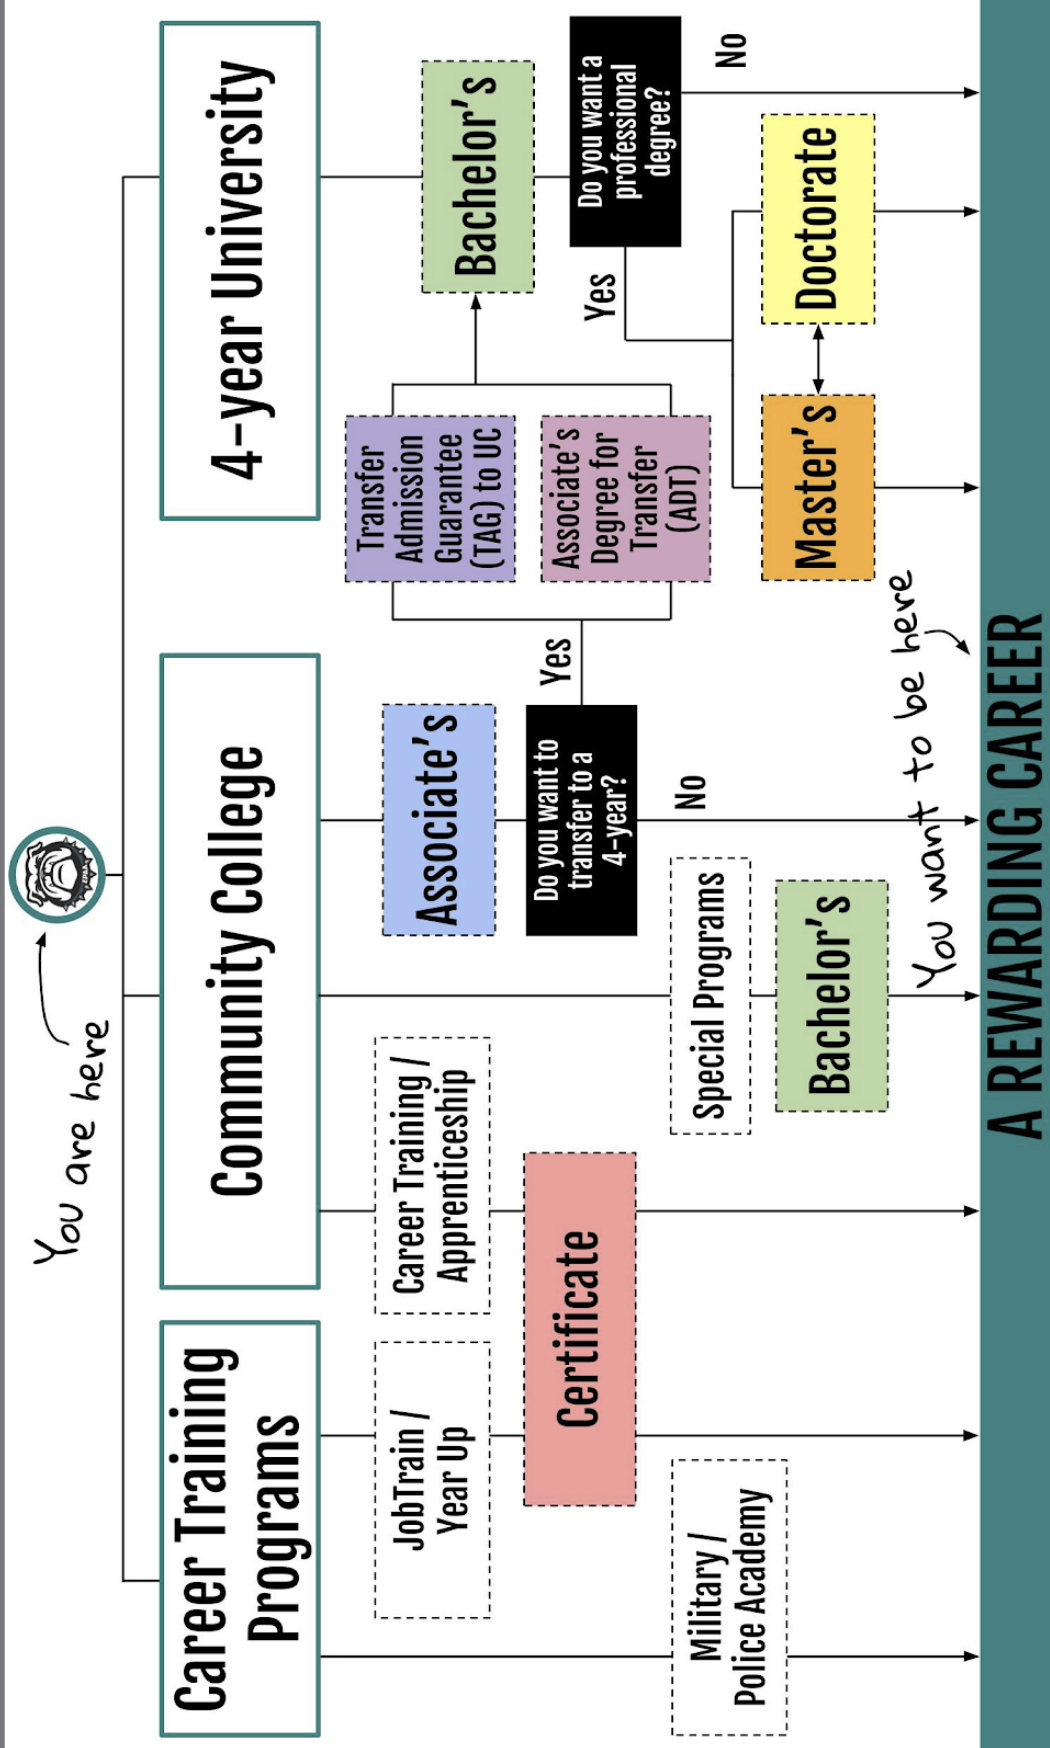 You are here
Career Training
Programs
Community College
4-year University
JobTrain /
Year Up
Career Training /
Apprenticeship
Certificate
Military /
Police Academy
Special Programs
Bachelor's
Associate's
Do you want to
transfer to a
4-year?
Yes
No
Transfer
Admission
Guarantee
(TAG) to UC
Associate's
Degree for
Transfer
(ADT)
Bachelor's
Do you want a
professional
degree?
Yes
No
Master's
Doctorate
You want to be here
A REWARDING CAREER